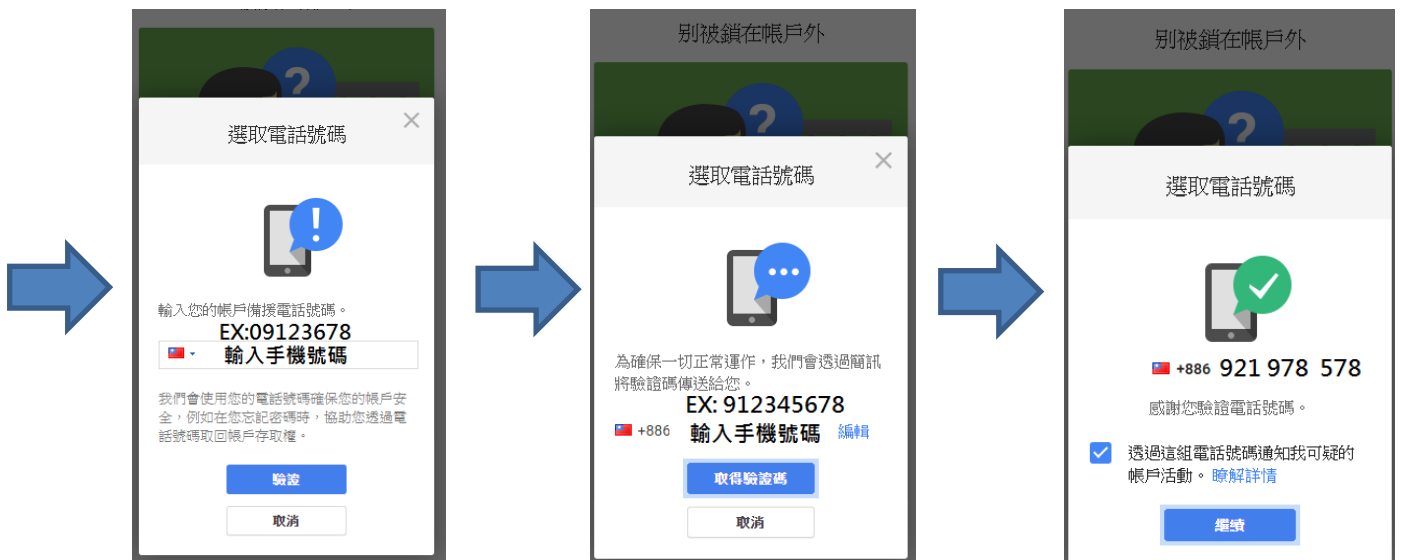 選取電話號碼
輸入您的帳戶備援電話號碼。
EX:09123678
輸入手機號碼
我們會使用您的電話號碼確保您的帳戶安
全，例如在您忘記密碼時，協助您透過電
話號碼取回帳戶存取權。
驗證
取消
別被鎖在帳戶外
選取電話號碼
為確保一切正常運作，我們會透過簡訊
將驗證碼傳送給您。
EX: 912345678
+886 輸入手機號碼 編輯
取得驗證碼
取消
別被鎖在帳戶外
選取電話號碼
+886 921 978 578
感謝您驗證電話號碼。
透過這組電話號碼通知我可疑的
帳戶活動。瞭解詳情
繼續